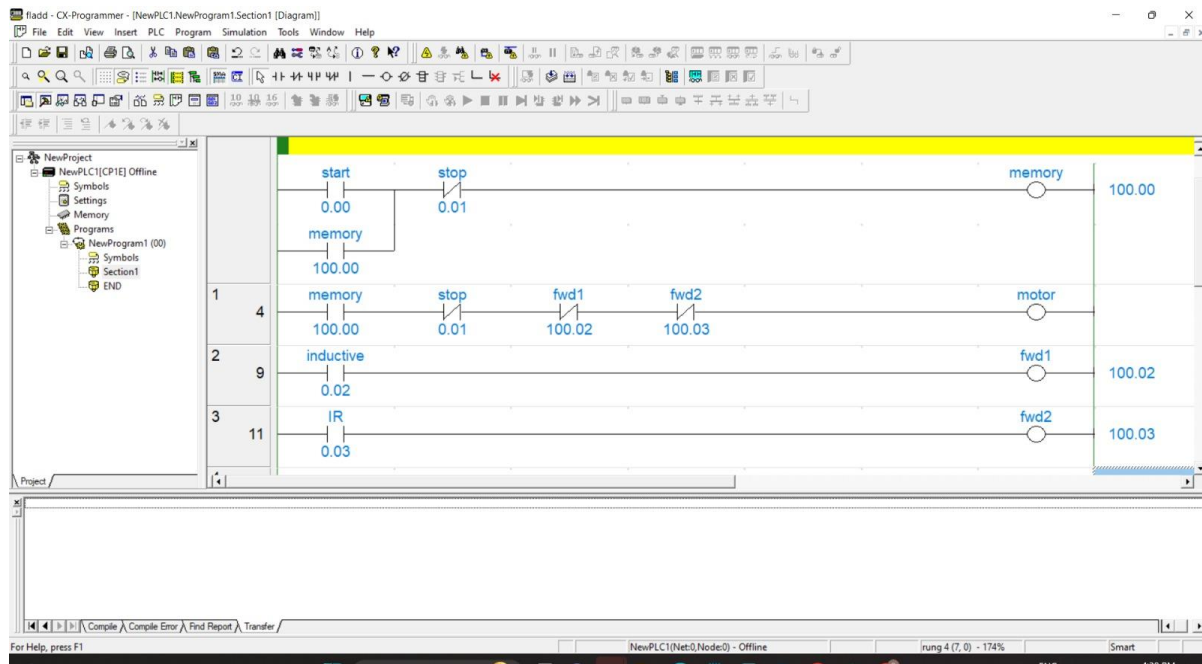 fladd - CX-Programmer - [NewPLC1.NewProgram1.Section1 [Diagram]]
File Edit View Insert PLC Program Simulation Tools Window Help
10 10 16
NewProject
NewPLC1[CP1E] Offline
Symbols
Settings
Memory
Programs
NewProgram1 (00)
Symbols
Section1
END
Project
start stop memory
100.00
0.00 0.01
memory
100.00
1
4
memory stop fwd1 fwd2 motor
100.00 0.01 100.02 100.03
2
9
inductive fwd1
100.02
0.02
3
11
IR fwd2
100.03
0.03
Compile Compile Error Find Report Transfer
For Help, press F1 NewPLC1(Net:0,Node:0) - Offline rung 4 (7, 0) - 174% Smart